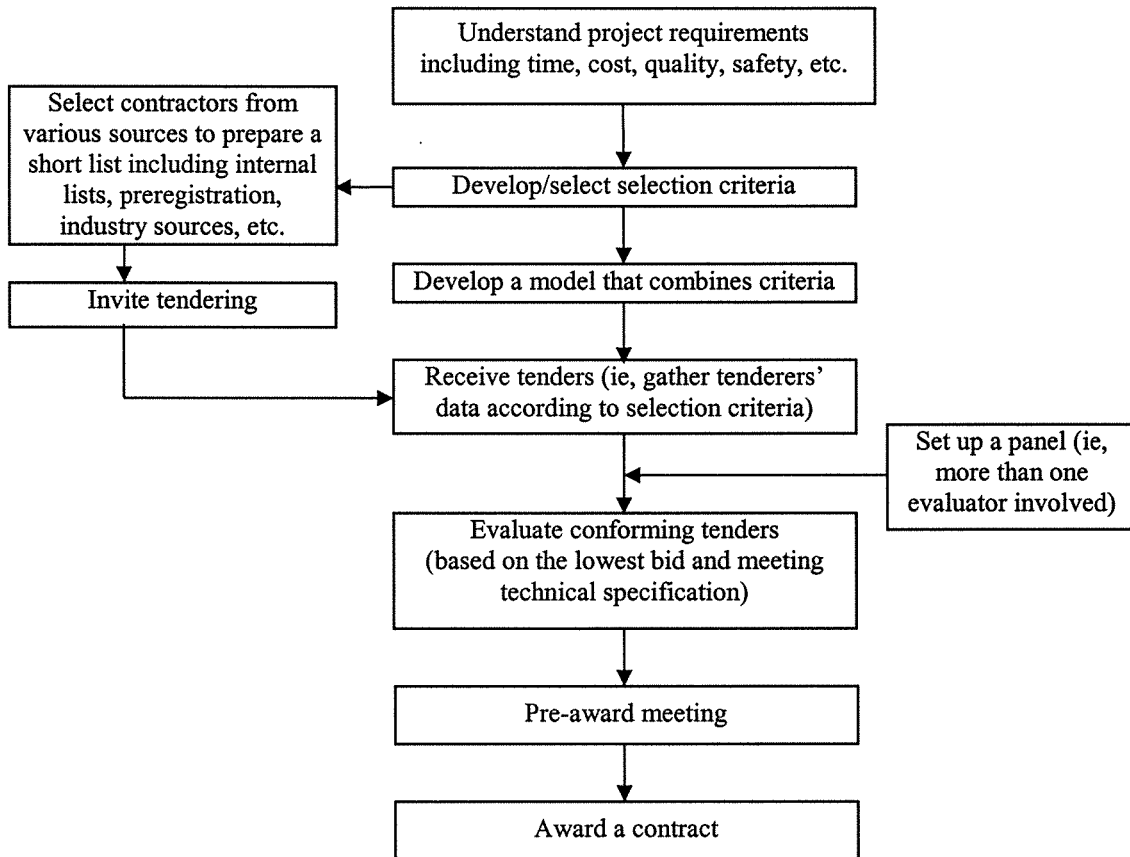 Understand project requirements
including time, cost, quality, safety, etc.
Select contractors from
various sources to prepare a
short list including internal
lists, preregistration,
industry sources, etc.
Develop/select selection criteria
Develop a model that combines criteria
Invite tendering
Receive tenders (ie, gather tenderers'
data according to selection criteria)
Set up a panel (ie,
more than one
evaluator involved)
Evaluate conforming tenders
(based on the lowest bid and meeting
technical specification)
Pre-award meeting
Award a contract